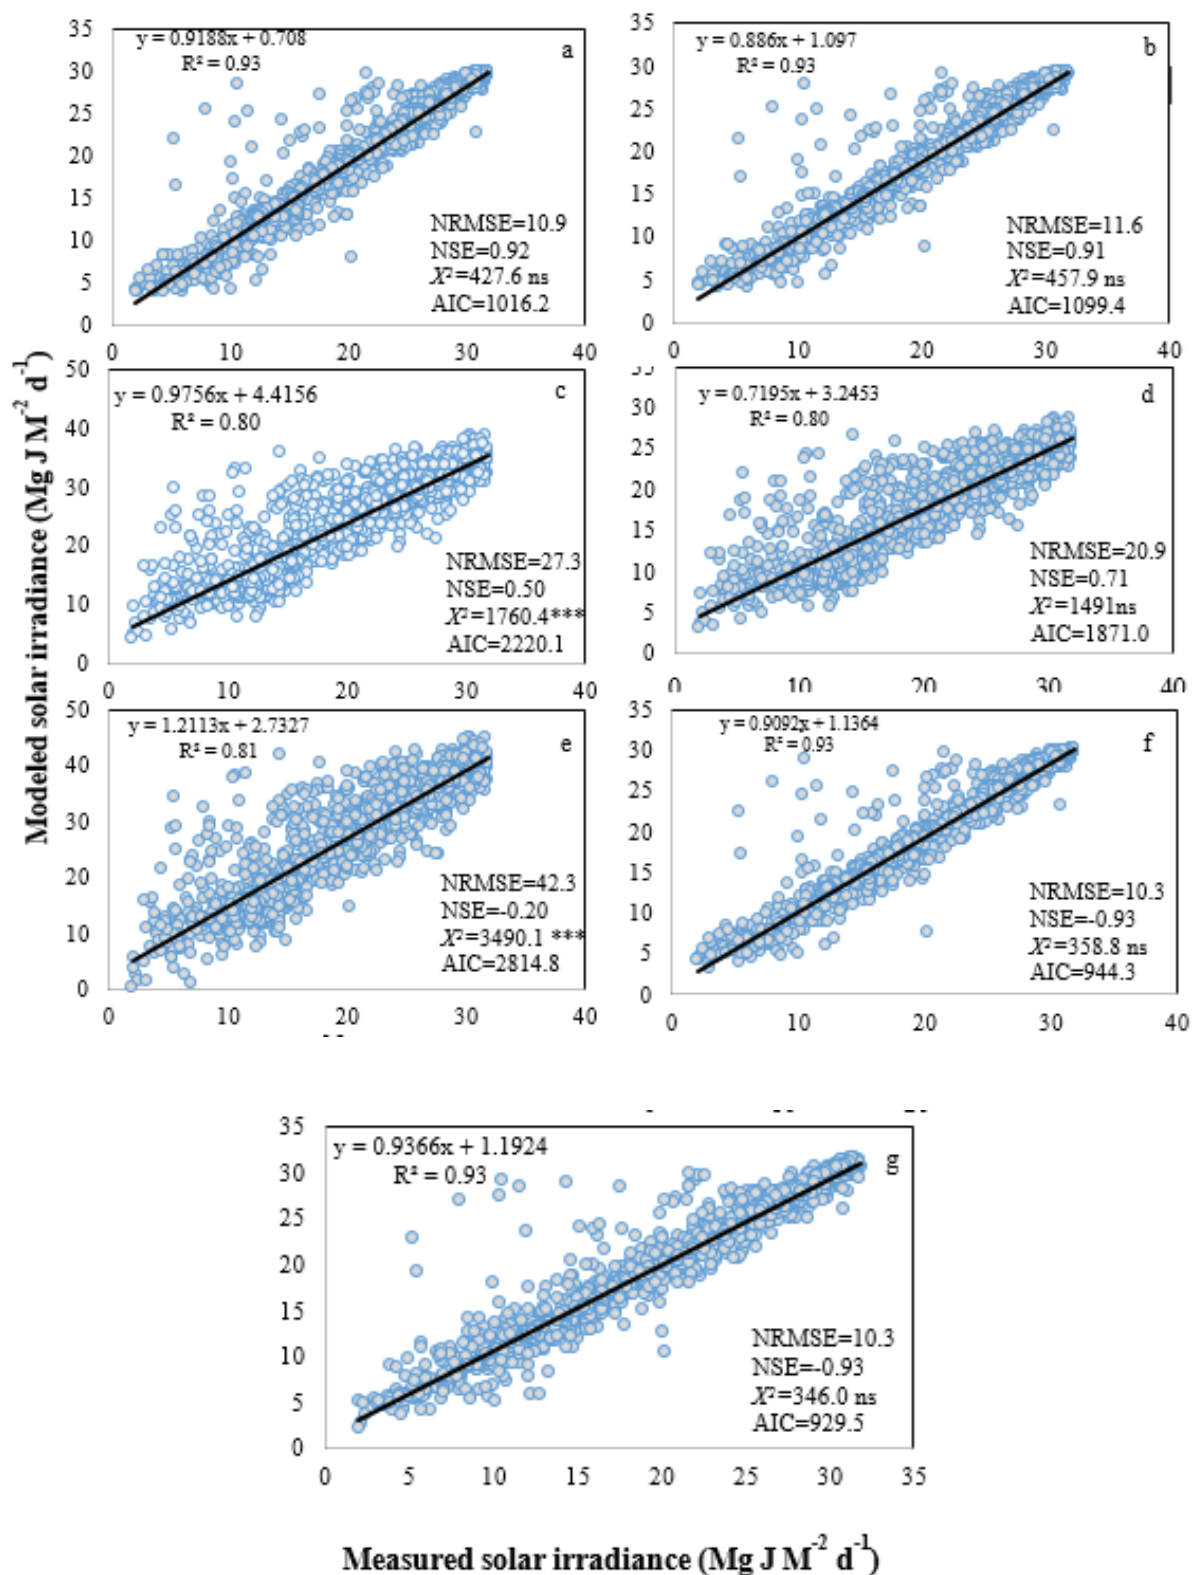 y = 0.9188x + 0.708
R² = 0.93
a
35
30
25
20
15
10
5
0
NRMSE=10.9
NSE=0.92
X²=427.6 ns
AIC=1016.2
0 10 20 30 40
y = 0.886x + 1.097
R² = 0.93
b
35
30
25
20
15
10
5
0
NRMSE=11.6
NSE=0.91
X²=457.9 ns
AIC=1099.4
0 10 20 30 40
Modeled solar irradiance (Mg J M⁻² d⁻¹)
y = 0.9756x + 4.4156
R² = 0.80
c
50
40
30
20
10
0
NRMSE=27.3
NSE=0.50
X²=1760.4***
AIC=2220.1
0 10 20 30 40
y = 0.7195x + 3.2453
R² = 0.80
d
30
25
20
15
10
5
0
NRMSE=20.9
NSE=0.71
X²=1491ns
AIC=1871.0
0 10 20 30 40
y = 1.2113x + 2.7327
R² = 0.81
e
50
40
30
20
10
0
NRMSE=42.3
NSE=-0.20
X²=3490.1 ***
AIC=2814.8
0 10 20 30 40
y = 0.9092x + 1.1364
R² = 0.93
f
35
30
25
20
15
10
5
0
NRMSE=10.3
NSE=-0.93
X²=358.8 ns
AIC=944.3
0 10 20 30 40
y = 0.9366x + 1.1924
R² = 0.93
g
35
30
25
20
15
10
5
0
NRMSE=10.3
NSE=-0.93
X²=346.0 ns
AIC=929.5
0 5 10 15 20 25 30 35
Measured solar irradiance (Mg J M⁻² d⁻¹)